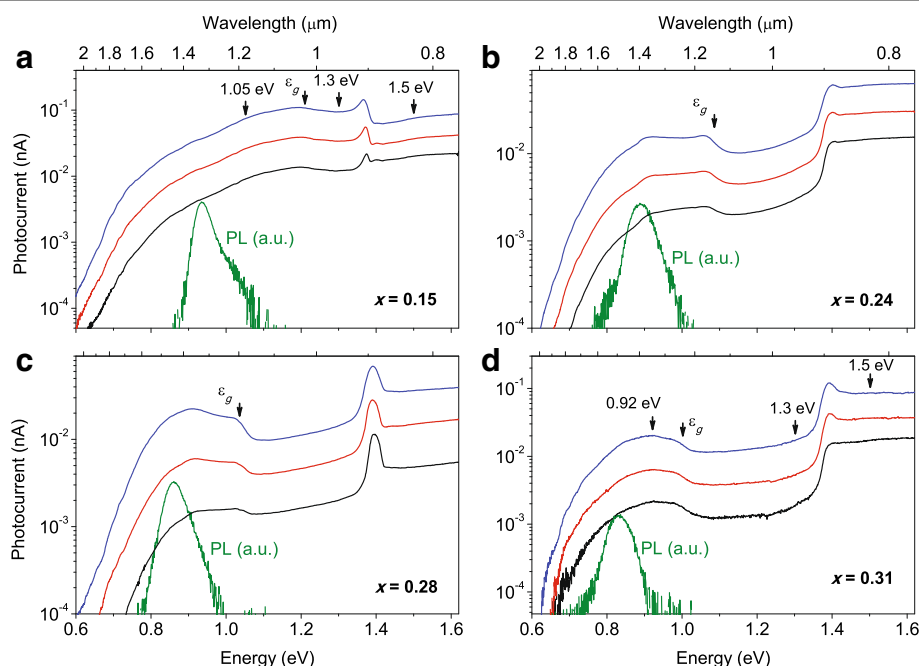 Wavelength (μm)
Wavelength (μm)
2 1.8 1.6 1.4 1.2 1 0.8
2 1.8 1.6 1.4 1.2 1 0.8
a
b
1.05 eV
εg
1.3 eV
1.5 eV
εg
Photocurrent (nA)
10⁻¹
10⁻²
10⁻³
10⁻⁴
10⁻²
10⁻³
10⁻⁴
PL (a.u.)
PL (a.u.)
x = 0.15
x = 0.24
c
d
εg
0.92 eV
εg
1.3 eV
1.5 eV
Photocurrent (nA)
10⁻²
10⁻³
10⁻⁴
10⁻¹
10⁻²
10⁻³
10⁻⁴
PL (a.u.)
PL (a.u.)
x = 0.28
x = 0.31
0.6 0.8 1.0 1.2 1.4 1.6
0.6 0.8 1.0 1.2 1.4 1.6
Energy (eV)
Energy (eV)